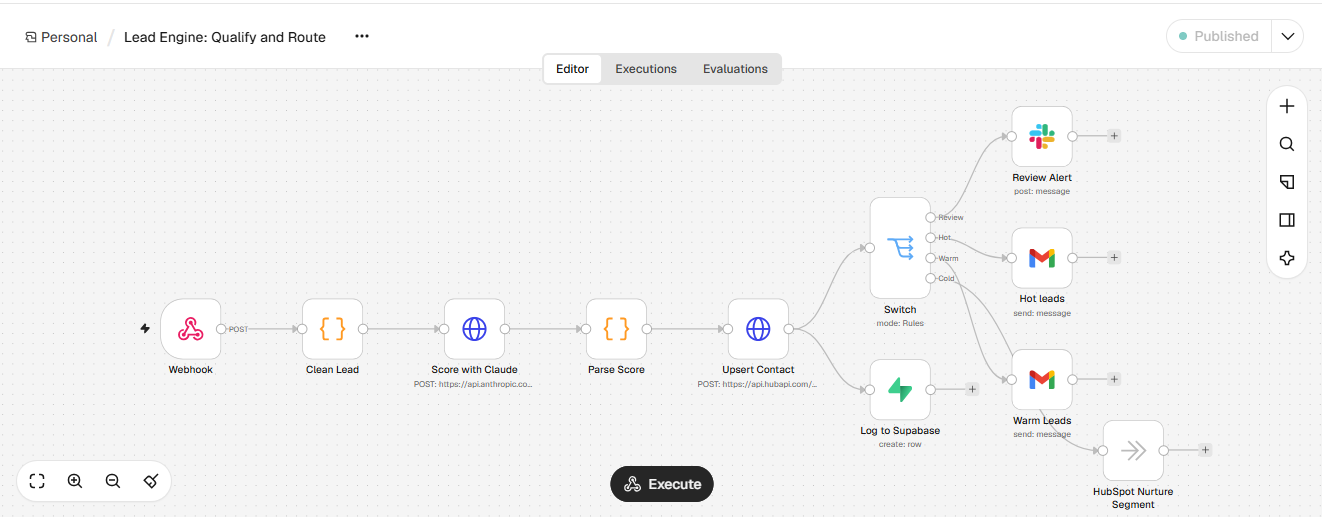 Personal / Lead Engine: Qualify and Route
Published
Editor
Executions
Evaluations
Review Alert
post: message
Review
Hot
Warm
Cold
Switch
mode: Rules
Hot leads
send: message
POST
Webhook
Clean Lead
Score with Claude
POST: https://api.anthropic.co...
Parse Score
Upsert Contact
POST: https://api.hubapi.com/...
Log to Supabase
create: row
Warm Leads
send: message
HubSpot Nurture
Segment
Execute